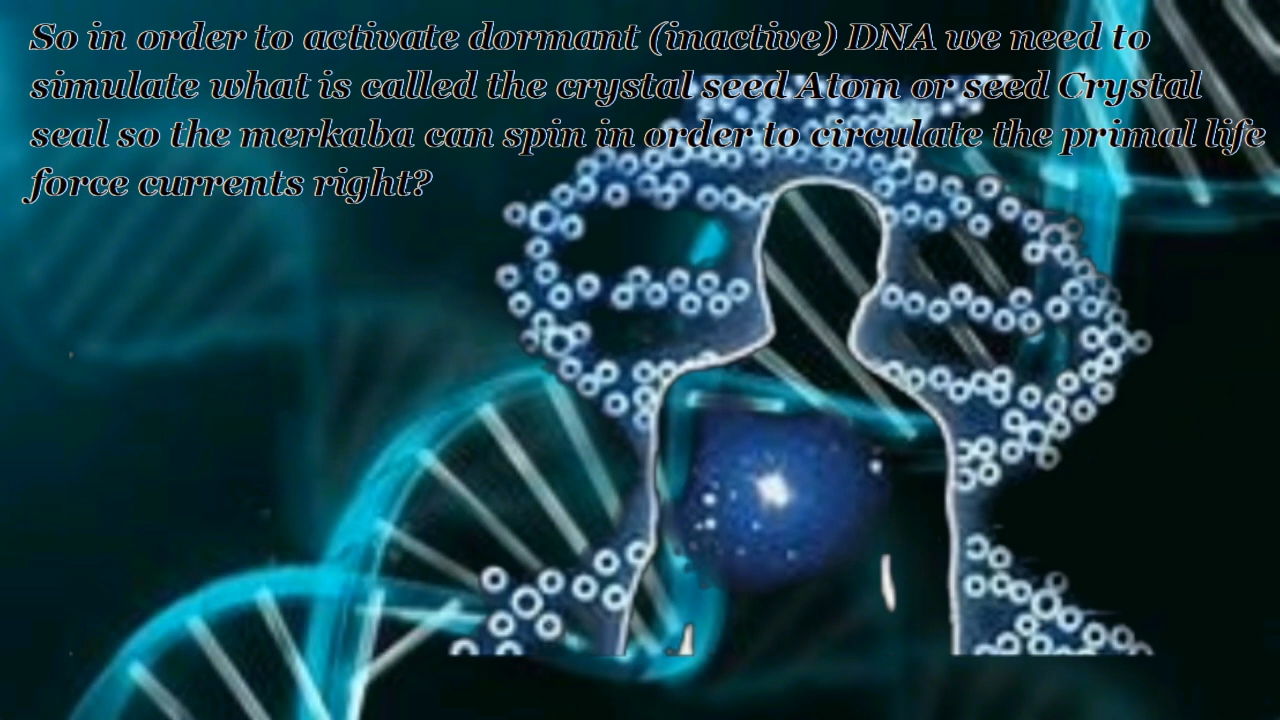 So in order to activate dormant (inactive) DNA we need to
simulate what is called the crystal seed Atom or seed Crystal
seal so the merkaba can spin in order to circulate the primal life
force currents right?